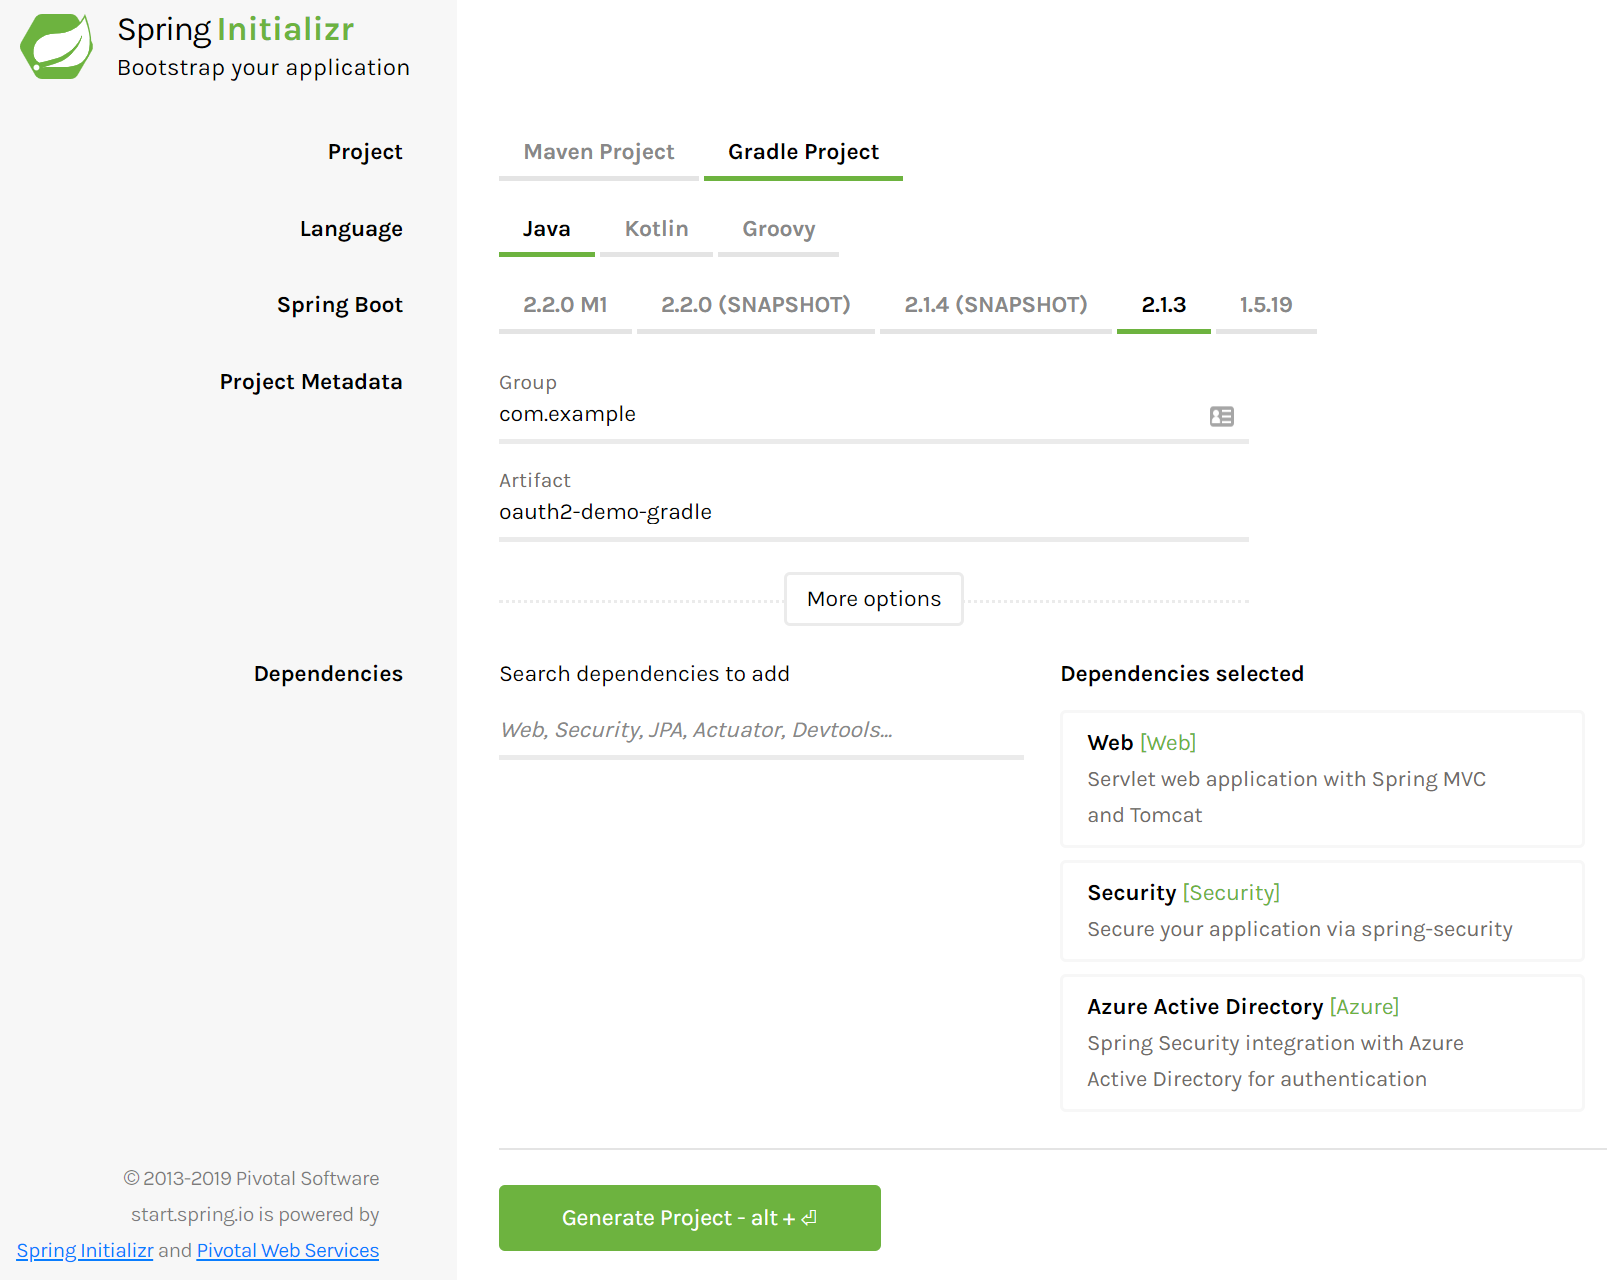 Spring Initializr
Bootstrap your application
Project
Maven Project
Gradle Project
Language
Java
Kotlin
Groovy
Spring Boot
2.2.0 M1
2.2.0 (SNAPSHOT)
2.1.4 (SNAPSHOT)
2.1.3
1.5.19
Project Metadata
Group
com.example
Artifact
oauth2-demo-gradle
More options
Dependencies
Search dependencies to add
Web, Security, JPA, Actuator, Devtools...
Dependencies selected
Web [Web]
Servlet web application with Spring MVC
and Tomcat
Security [Security]
Secure your application via spring-security
Azure Active Directory [Azure]
Spring Security integration with Azure
Active Directory for authentication
© 2013-2019 Pivotal Software
start.spring.io is powered by
Spring Initializr and Pivotal Web Services
Generate Project - alt + ⏎